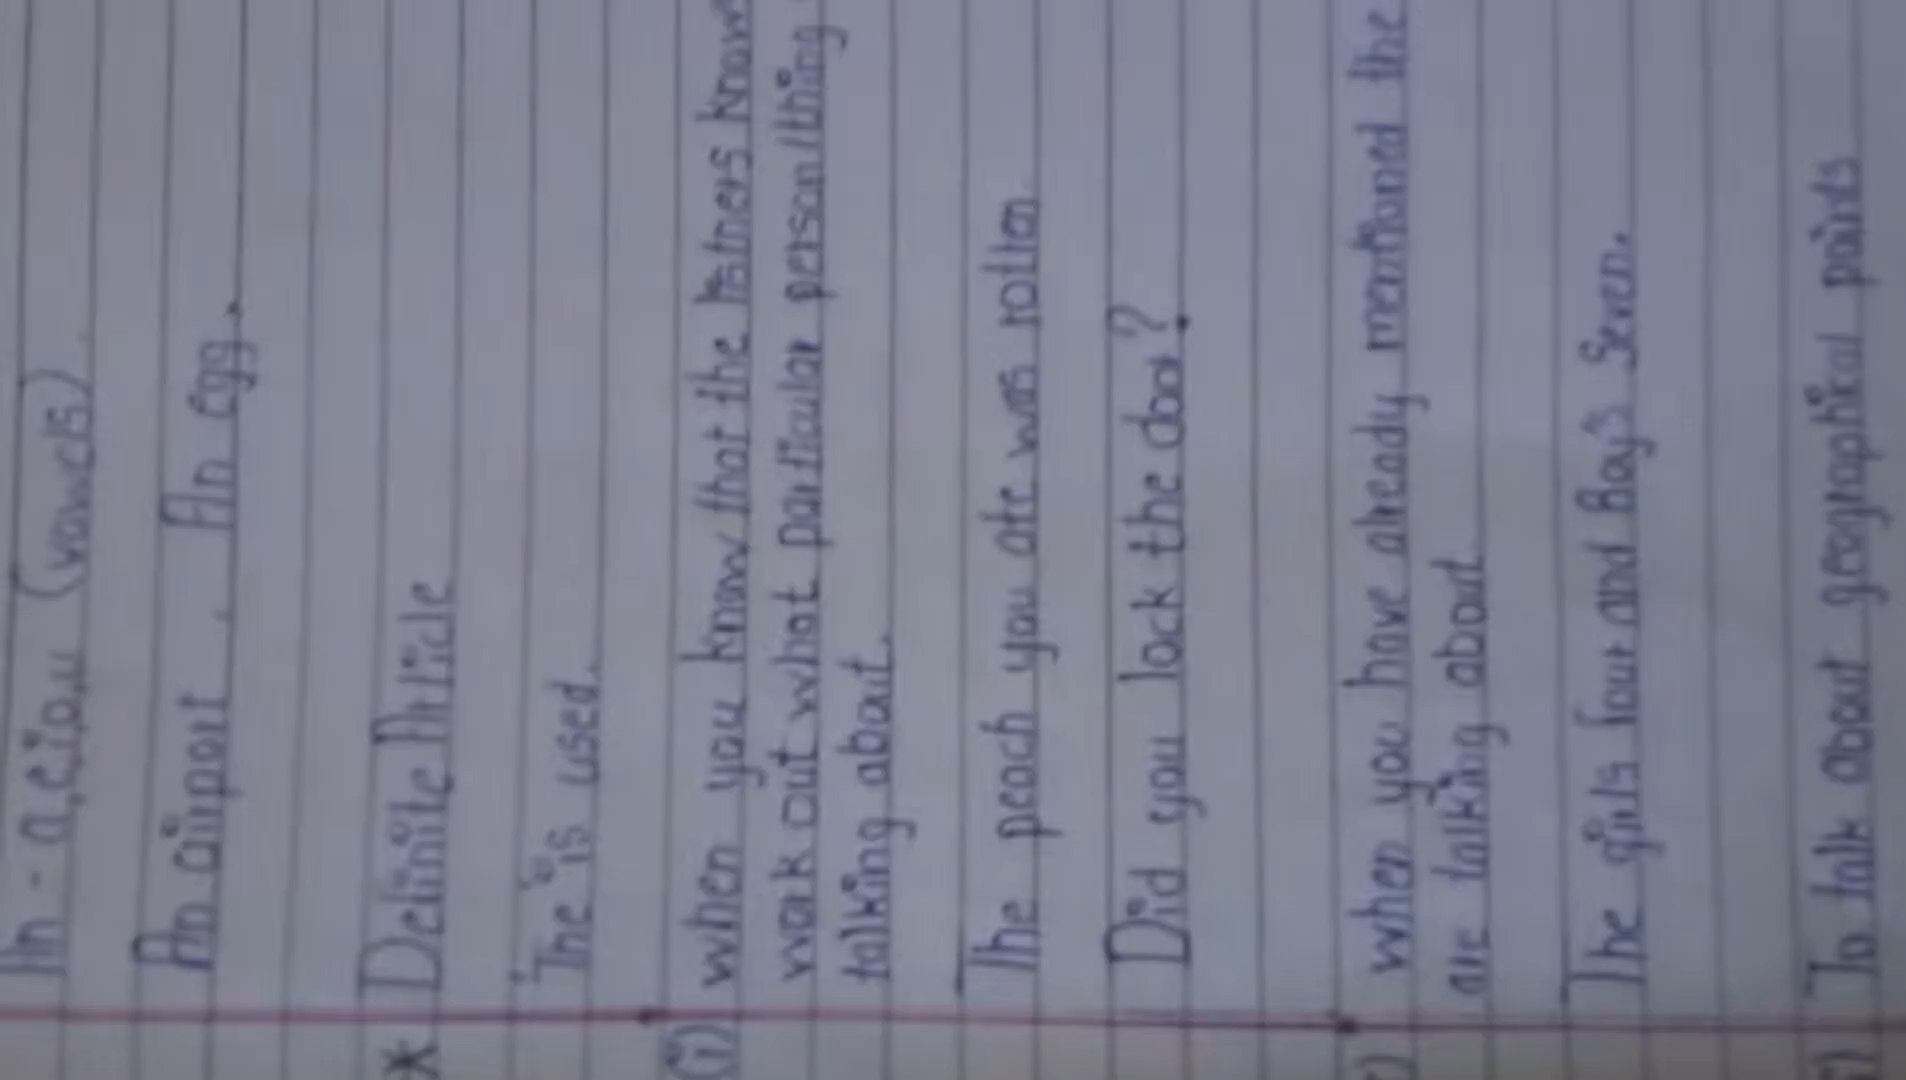 An - a,e,i,o,u (vowels).
An airport, An egg.
* Definite Article
"The" is used.
(i) when you know that the listners know
work out what particular person/thing
talking about.
The peach you ate was rotten.
Did you lock the door?
when you have already mentioned the
are talking about
The girls four and Boy's Seven.
To talk about geographical points